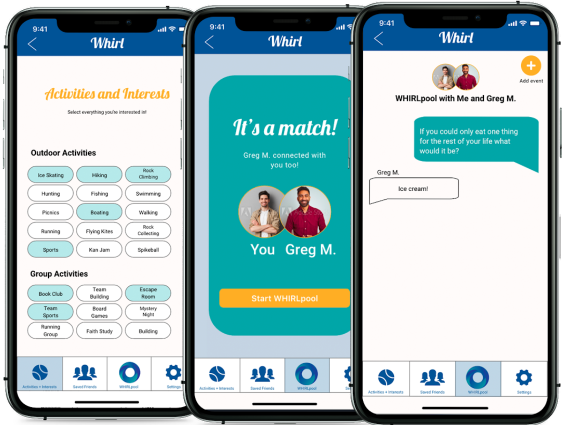 9:41
Whirl
Activities and Interests
Select everything you're interested in!
Outdoor Activities
Ice Skating
Hiking
Rock
Climbing
Hunting
Fishing
Swimming
Picnics
Boating
Walking
Running
Flying Kites
Rock
Collecting
Sports
Kan Jam
Spikeball
Group Activities
Book Club
Team
Building
Escape
Room
Team
Sports
Board
Games
Mystery
Night
Running
Group
Faith Study
Building
Activities + Interests
Saved Friends
WHIRLpool
Settings
9:41
Whirl
It's a match!
Greg M. connected with
you too!
You Greg M.
Start WHIRLpool
Activities + Interests
Saved Friends
WHIRLpool
9:41
Whirl
Add event
WHIRLpool with Me and Greg M.
If you could only eat one thing
for the rest of your life what
would it be?
Greg M.
Ice cream!
Activities + Interests
Saved Friends
WHIRLpool
Settings